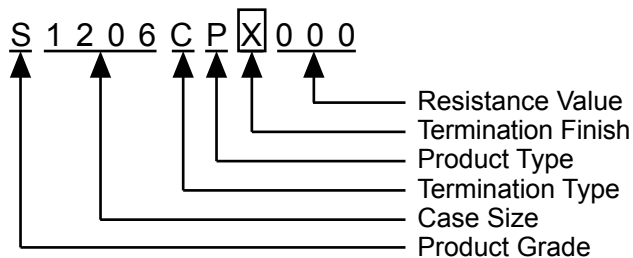 S 1 2 0 6 C P X 0 0 0
Resistance Value
Termination Finish
Product Type
Termination Type
Case Size
Product Grade